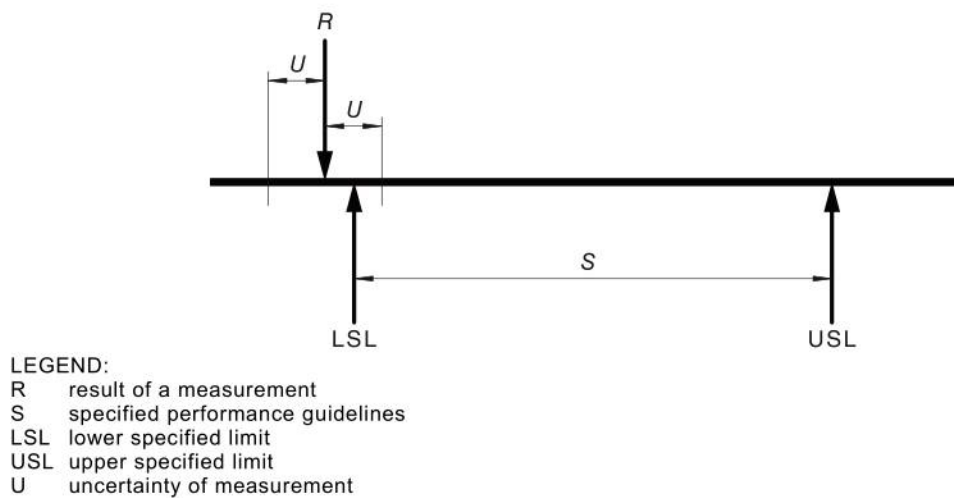 R
U
U
S
LSL USL
LEGEND:
R result of a measurement
S specified performance guidelines
LSL lower specified limit
USL upper specified limit
U uncertainty of measurement